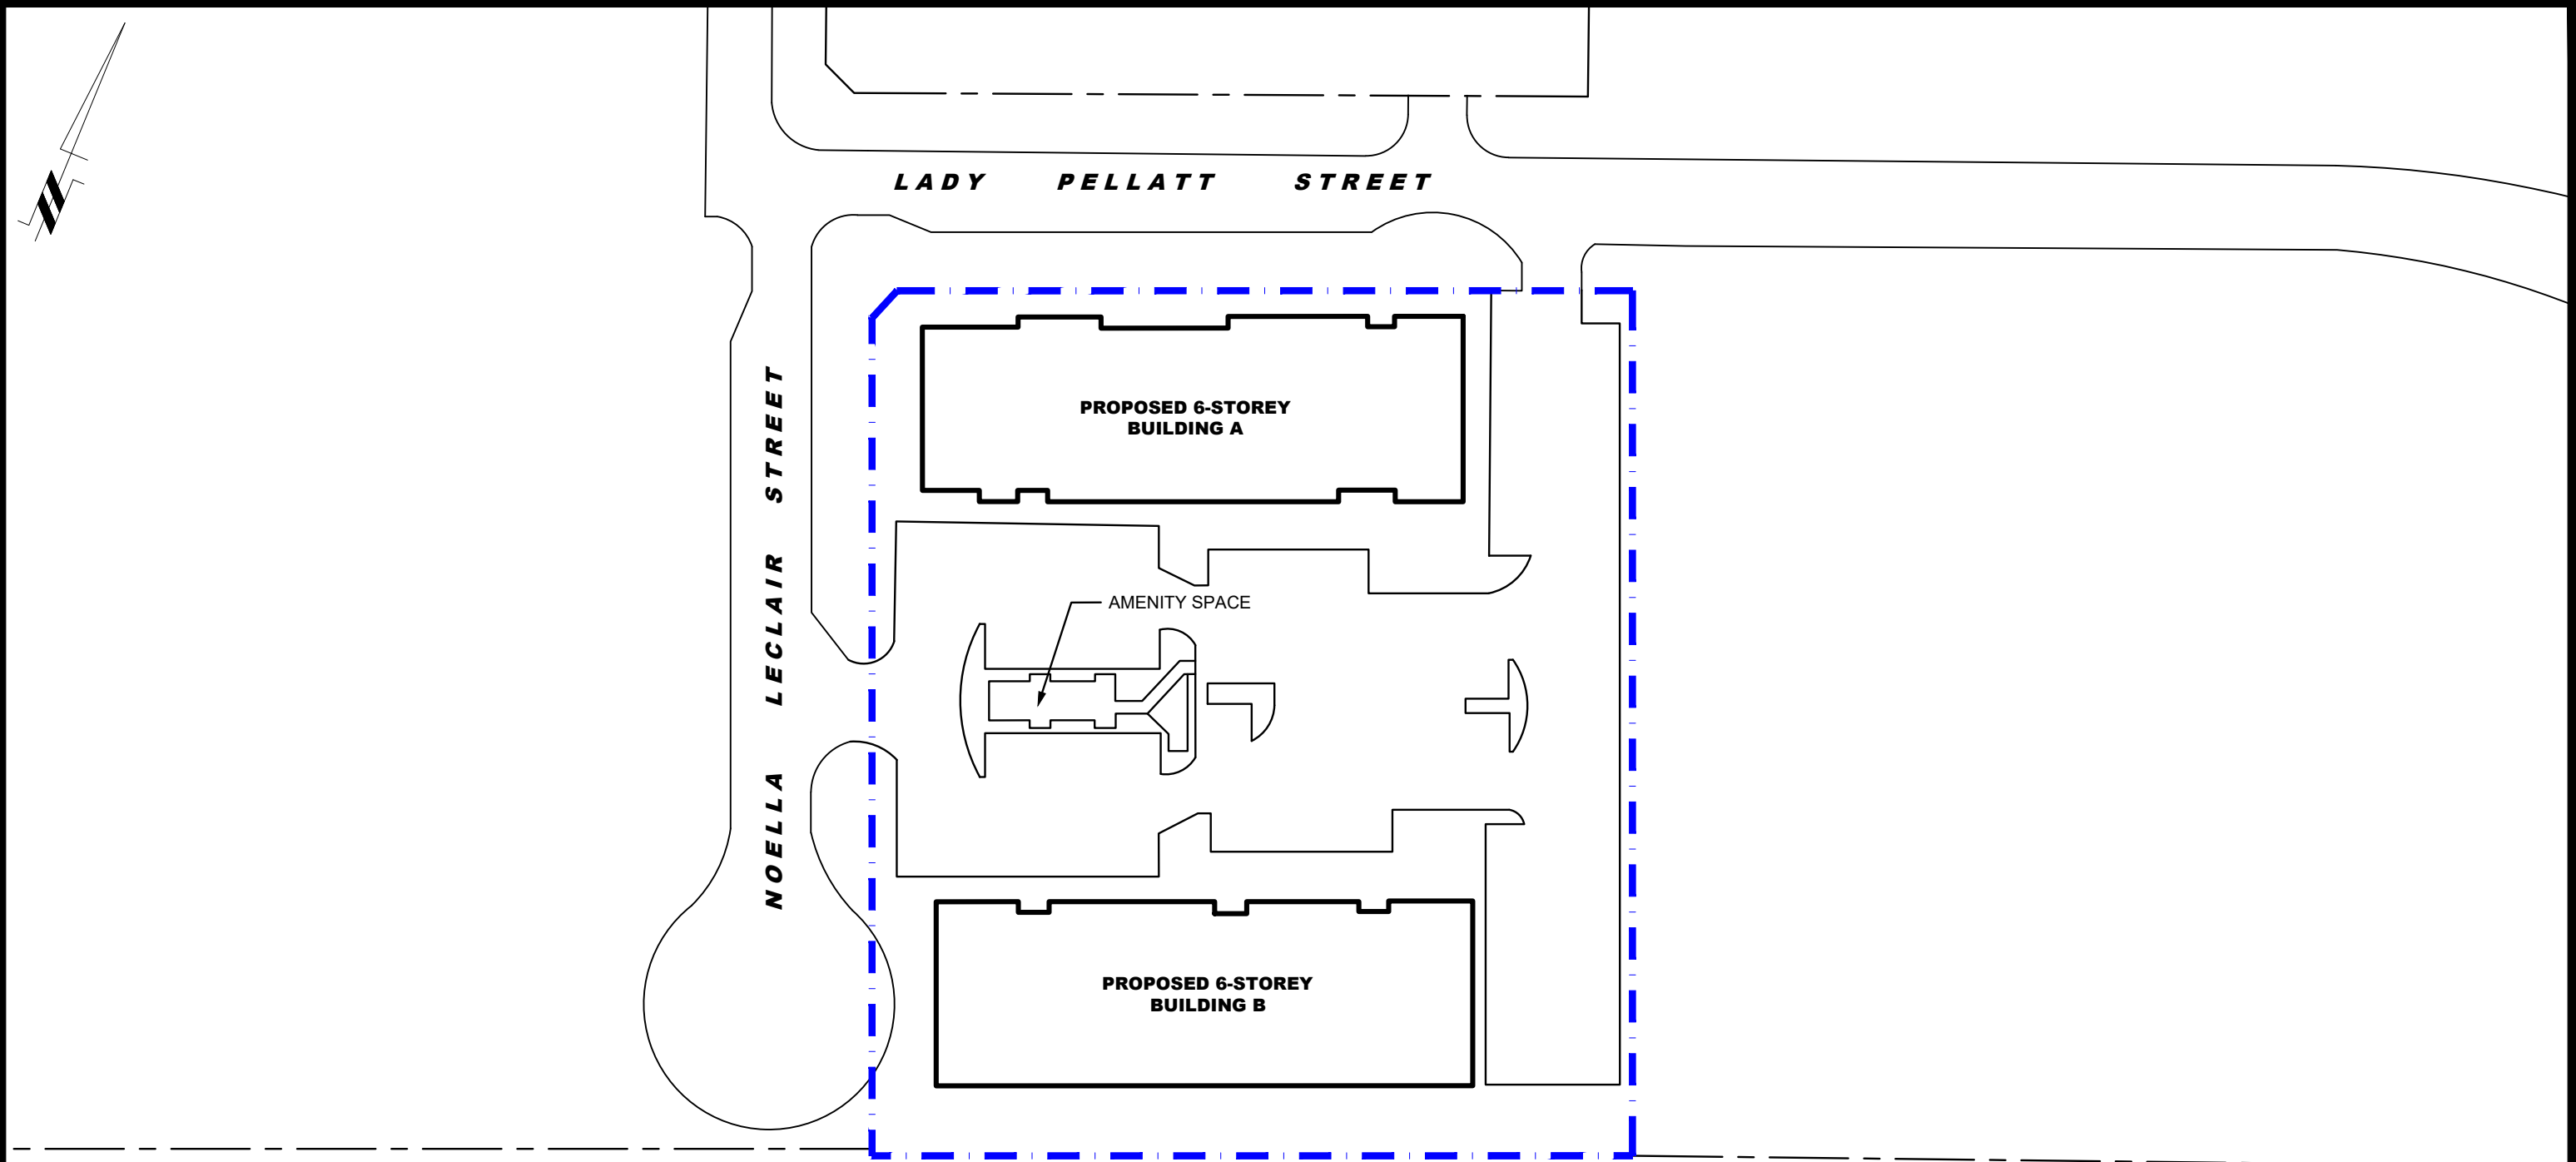 LADY PELLATT STREET
PROPOSED 6-STOREY
BUILDING A
NOELLA LECLAIR STREET
AMENITY SPACE
PROPOSED 6-STOREY
BUILDING B